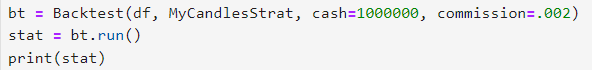 bt = Backtest(df, MyCandlesStrat, cash=1000000, commission=.002)
stat = bt.run()
print(stat)